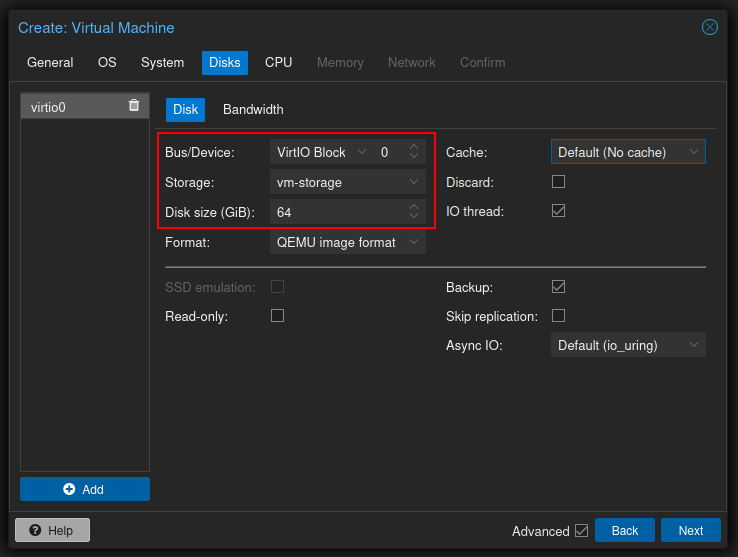 Create: Virtual Machine
General OS System Disks CPU Memory Network Confirm
virtio0
Disk Bandwidth
Bus/Device: VirtIO Block 0 Cache: Default (No cache)
Storage: vm-storage Discard:
Disk size (GiB): 64 IO thread:
Format: QEMU image format
SSD emulation: Backup:
Read-only: Skip replication:
Async IO: Default (io_uring)
Add
Help Advanced Back Next